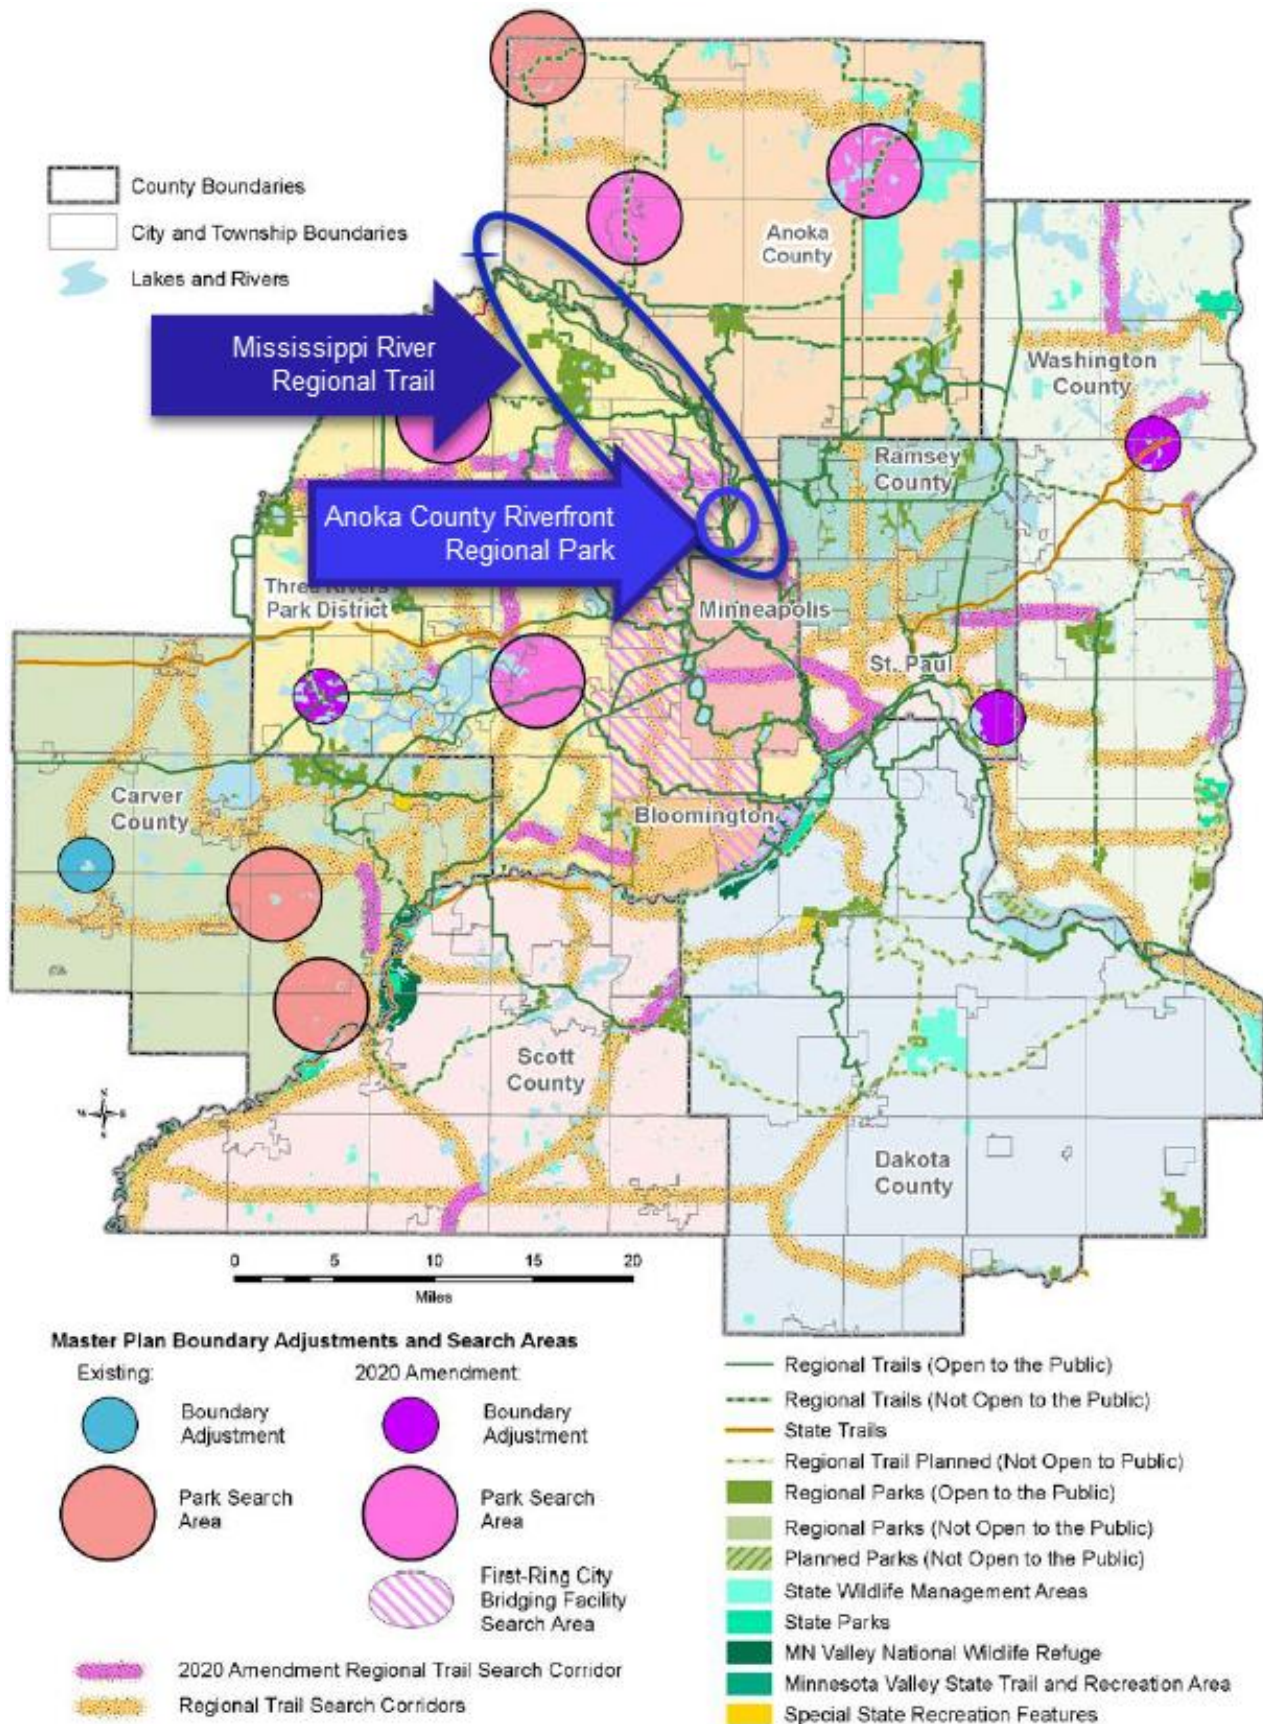 County Boundaries
City and Township Boundaries
Lakes and Rivers
Anoka
County
Mississippi River
Regional Trail
Washington
County
Ramsey
County
Anoka County Riverfront
Regional Park
Three Rivers
Park District
Minneapolis
St. Paul
Carver
County
Bloomington
Scott
County
Dakota
County
0 5 10 15 20
Miles
Master Plan Boundary Adjustments and Search Areas
Existing:
Boundary
Adjustment
Park Search
Area
2020 Amendment:
Boundary
Adjustment
Park Search
Area
First-Ring City
Bridging Facility
Search Area
2020 Amendment Regional Trail Search Corridor
Regional Trail Search Corridors
Regional Trails (Open to the Public)
Regional Trails (Not Open to the Public)
State Trails
Regional Trail Planned (Not Open to Public)
Regional Parks (Open to the Public)
Regional Parks (Not Open to the Public)
Planned Parks (Not Open to the Public)
State Wildlife Management Areas
State Parks
MN Valley National Wildlife Refuge
Minnesota Valley State Trail and Recreation Area
Special State Recreation Features